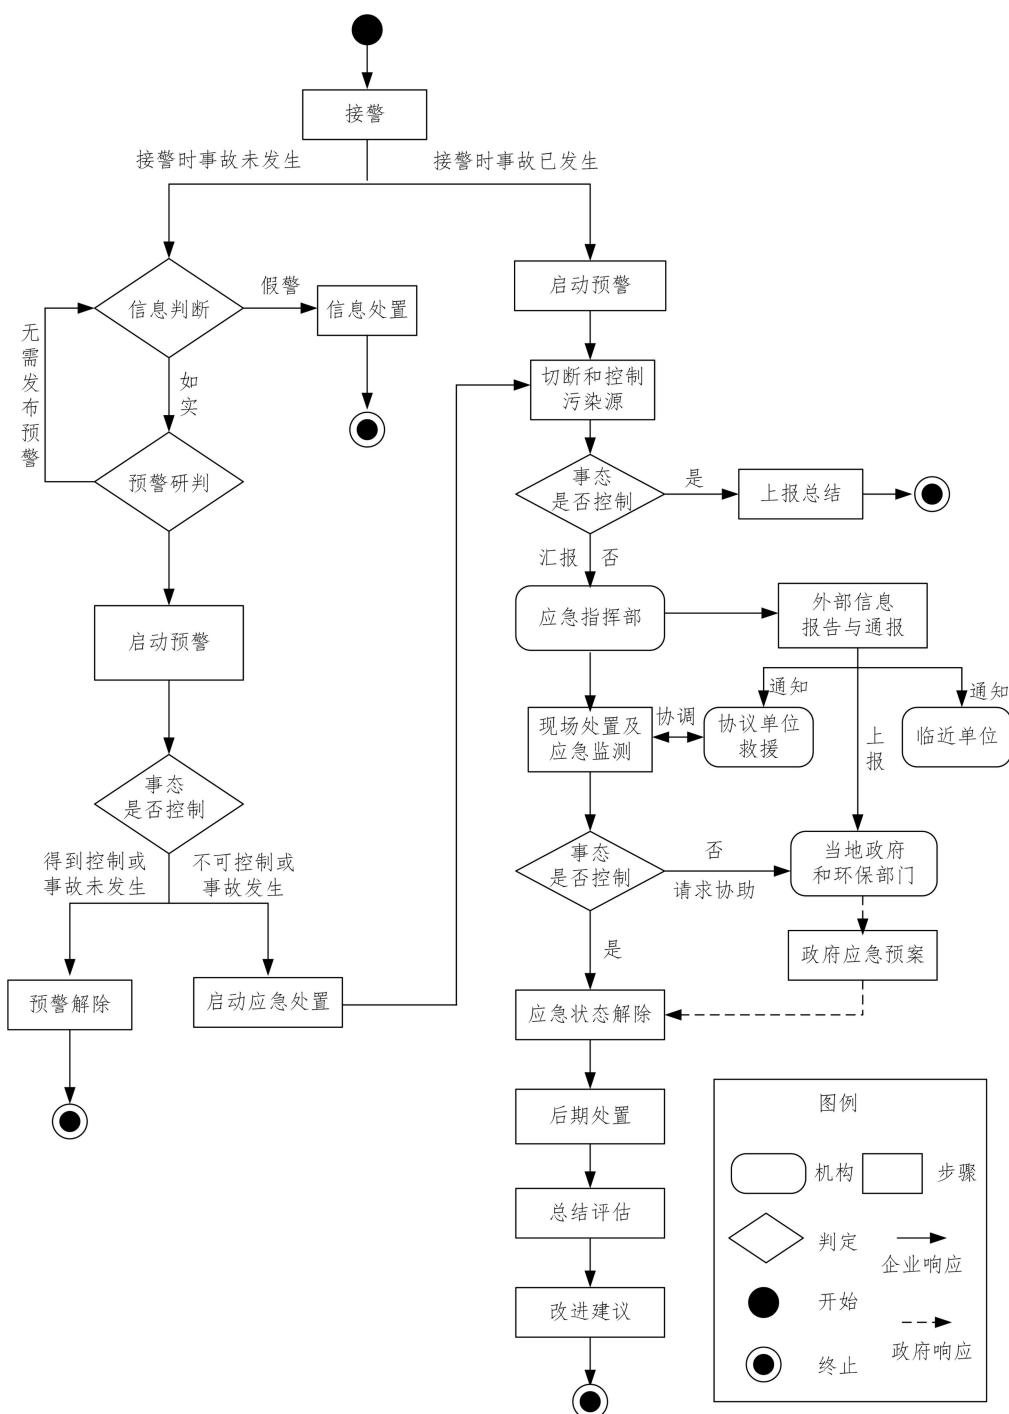 接警
接警时事故未发生
接警时事故已发生
信息判断
假警
信息处置
启动预警
无需发布预警
如实
切断和控制
污染源
预警研判
事态
是否控制
是
上报总结
汇报
否
启动预警
应急指挥部
外部信息
报告与通报
通知
通知
现场处置及
应急监测
协调
协议单位
救援
上报
临近单位
事态
是否控制
得到控制或
事故未发生
不可控制或
事故发生
事态
是否控制
否
请求协助
当地政府
和环保部门
是
政府应急预案
预警解除
启动应急处置
应急状态解除
后期处置
总结评估
改进建议
图例
机构
步骤
判定
企业响应
开始
政府响应
终止